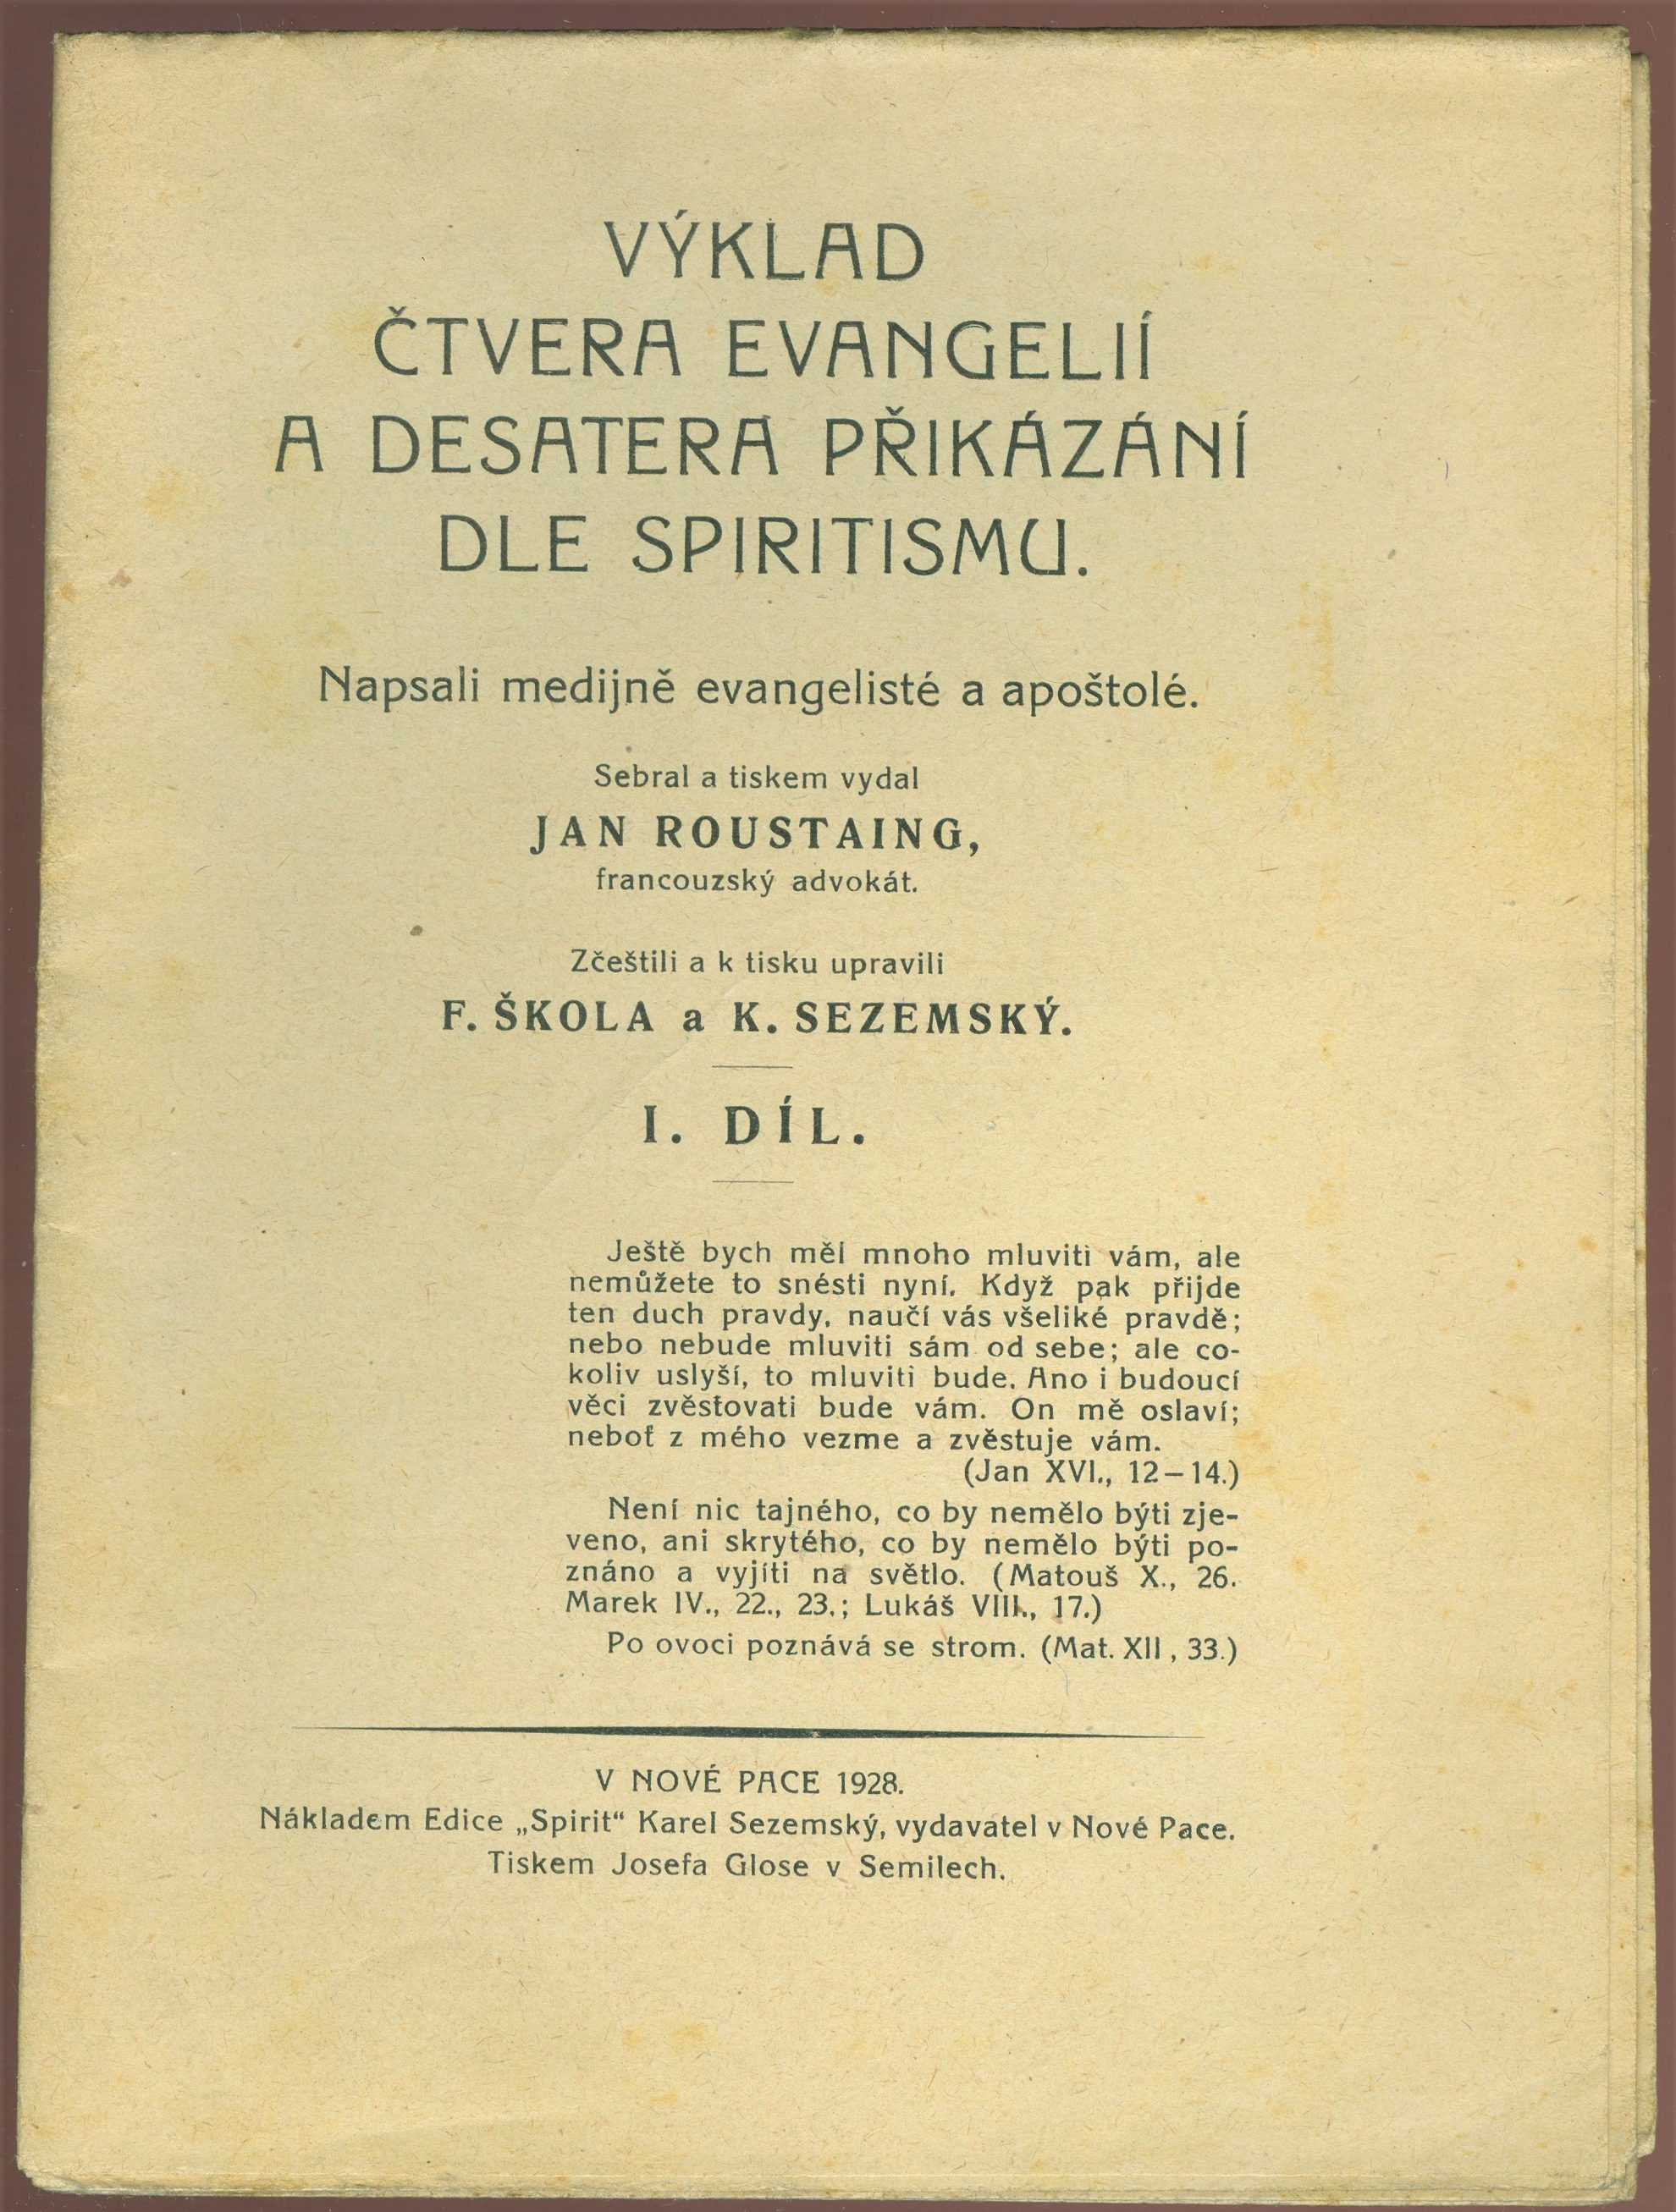 VÝKLAD
ČTVERA EVANGELIÍ
A DESATERA PŘIKÁZÁNÍ
DLE SPIRITISMU.
Napsali medijně evangelisté a apoštolé.
Sebral a tiskem vydal
JAN ROUSTAING,
francouzský advokát.
Zčeštili a k tisku upravili
F. ŠKOLA a K. SEZEMSKÝ.
I. DÍL.
Ještě bych měl mnoho mluviti vám, ale
nemůžete to snésti nyní. Když pak přijde
ten duch pravdy, naučí vás všeliké pravdě;
nebo nebude mluviti sám od sebe; ale co-
koliv uslyší, to mluviti bude. Ano i budoucí
věci zvěstovati bude vám. On mě oslaví;
neboť z mého vezme a zvěstuje vám.
(Jan XVI., 12–14.)
Není nic tajného, co by nemělo býti zje-
veno, ani skrytého, co by nemělo býti po-
znáno a vyjíti na světlo. (Matouš X., 26.
Marek IV., 22., 23.; Lukáš VIII., 17.)
Po ovoci poznává se strom. (Mat. XII, 33.)
V NOVÉ PACE 1928.
Nákladem Edice „Spirit“ Karel Sezemský, vydavatel v Nové Pace.
Tiskem Josefa Glose v Semilech.